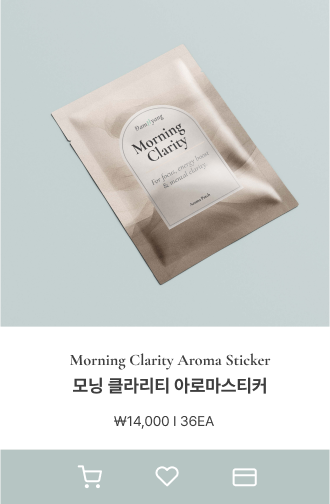 Morning
Clarity
For focus, energy boost
& mental clarity.
Aroma Patch
Morning Clarity Aroma Sticker
모닝 클라리티 아로마스티커
₩14,000 I 36EA